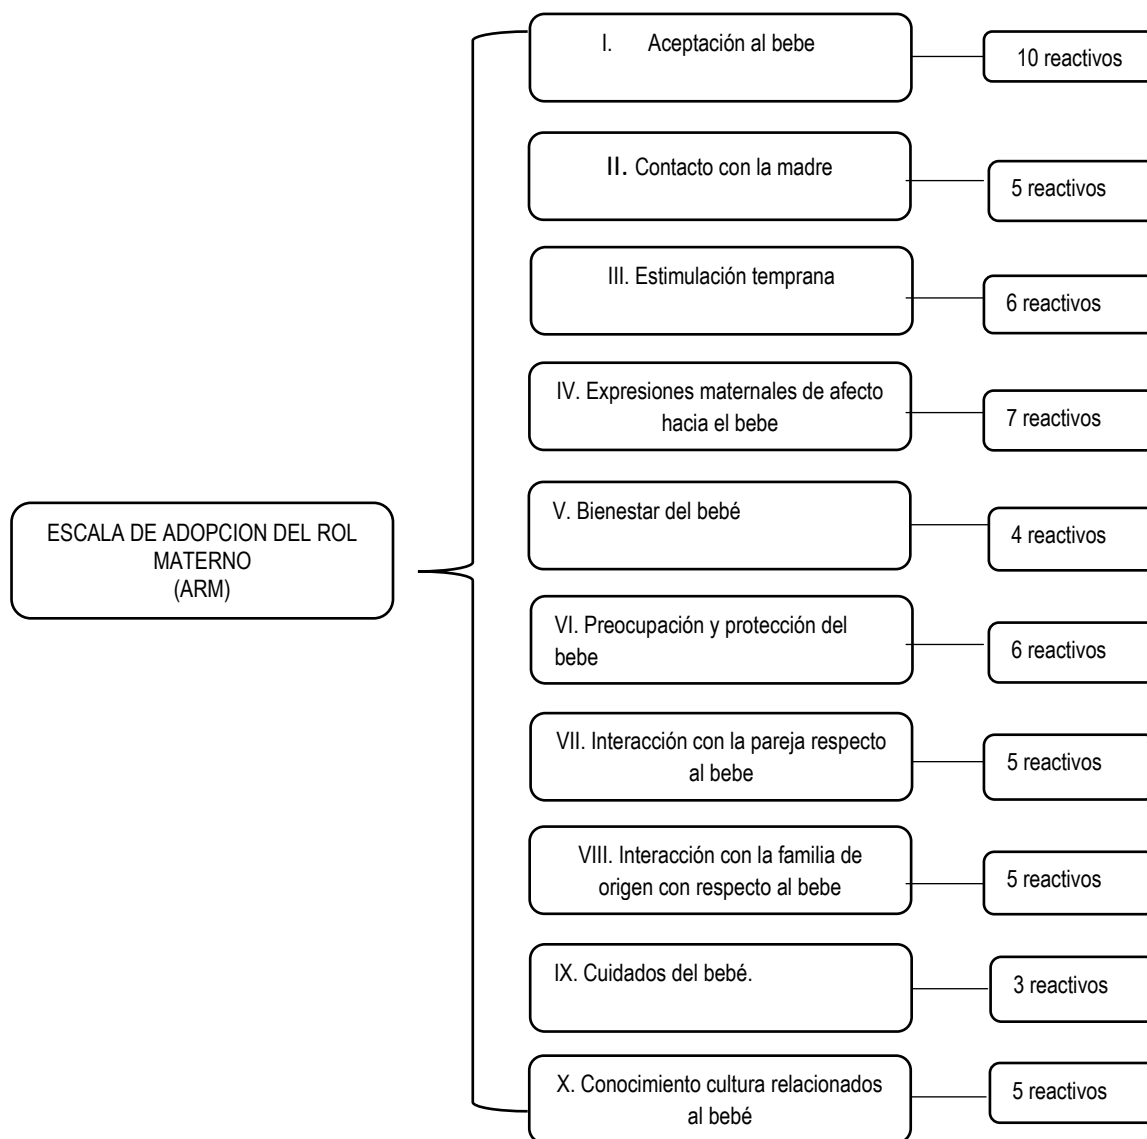 I. Aceptación al bebe
10 reactivos
II. Contacto con la madre
5 reactivos
III. Estimulación temprana
6 reactivos
IV. Expresiones maternales de afecto
hacia el bebe
7 reactivos
V. Bienestar del bebé
4 reactivos
ESCALA DE ADOPCION DEL ROL
MATERNO
(ARM)
VI. Preocupación y protección del
bebe
6 reactivos
VII. Interacción con la pareja respecto
al bebe
5 reactivos
VIII. Interacción con la familia de
origen con respecto al bebe
5 reactivos
IX. Cuidados del bebé.
3 reactivos
X. Conocimiento cultura relacionados
al bebé
5 reactivos